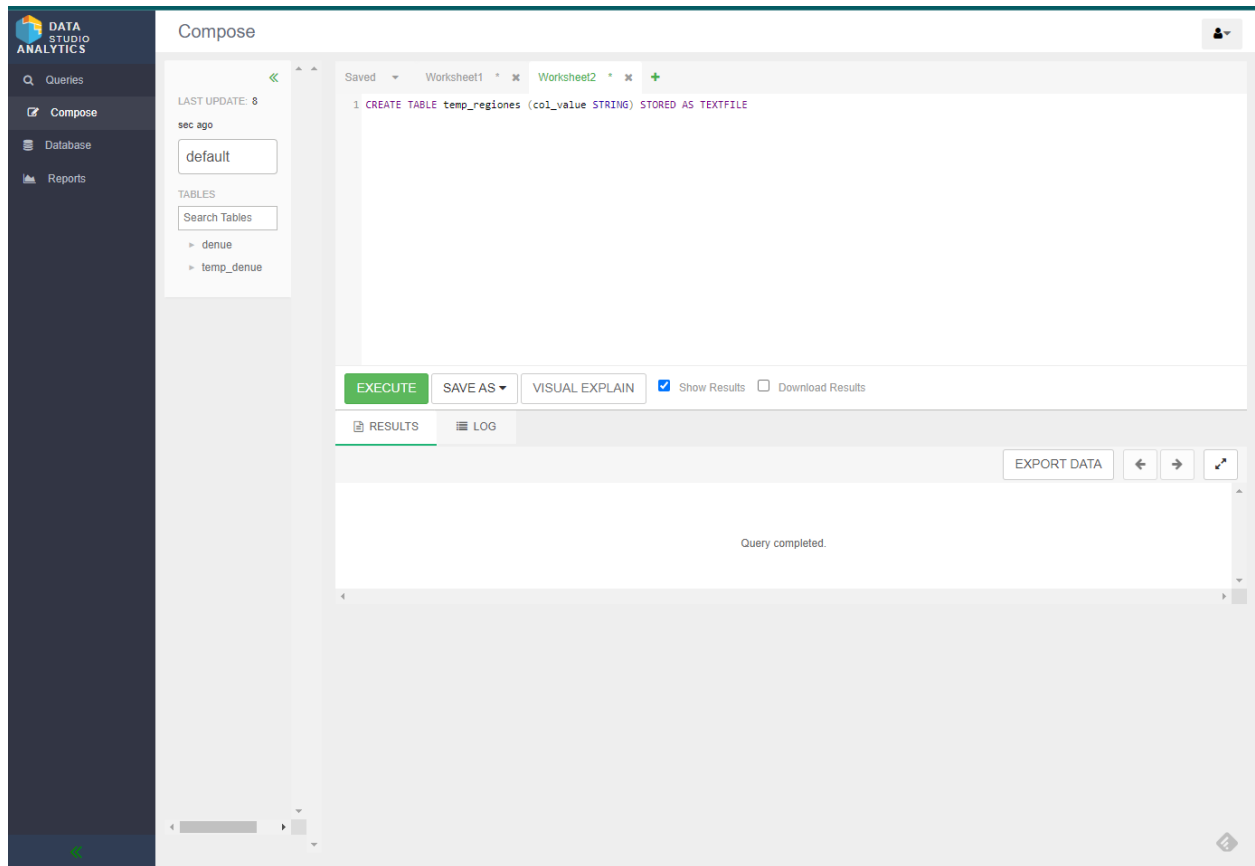 DATA
STUDIO
ANALYTICS
Compose
Queries
Compose
Database
Reports
LAST UPDATE: 8
sec ago
default
TABLES
Search Tables
denue
temp_denue
Saved Worksheet1 * Worksheet2 *
1 CREATE TABLE temp_regiones (col_value STRING) STORED AS TEXTFILE
EXECUTE SAVE AS VISUAL EXPLAIN Show Results Download Results
RESULTS LOG
EXPORT DATA
Query completed.